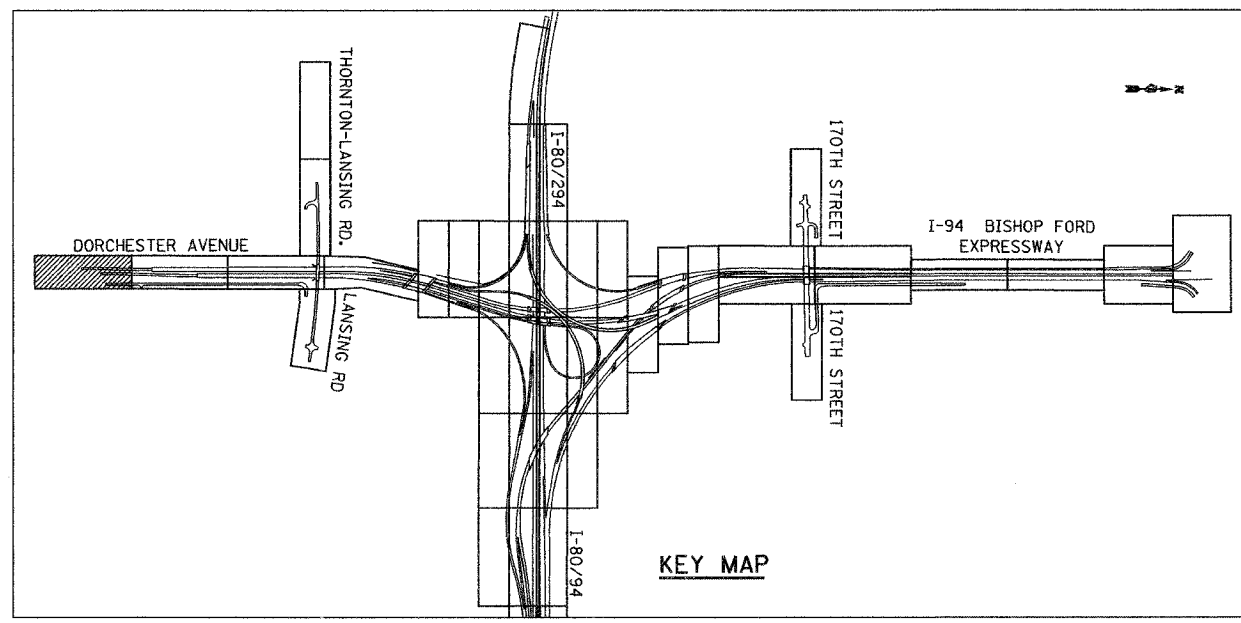 THORNTON-LANSING RD.
I-80/294
170TH STREET
N
DORCHESTER AVENUE
I-94 BISHOP FORD
EXPRESSWAY
LANSING RD
170TH STREET
I-80/94
KEY MAP